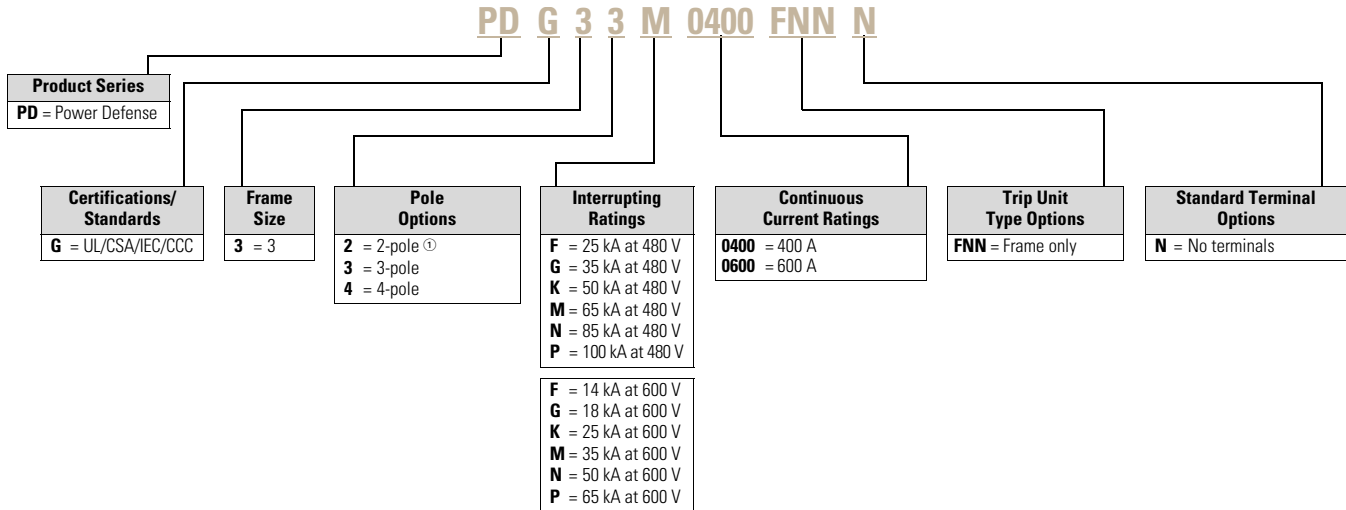 PD G 3 3 M 0400 FNN N
Product Series
PD = Power Defense
Certifications/
Standards
G = UL/CSA/IEC/CCC
Frame
Size
3 = 3
Pole
Options
2 = 2-pole ①
3 = 3-pole
4 = 4-pole
Interrupting
Ratings
F = 25 kA at 480 V
G = 35 kA at 480 V
K = 50 kA at 480 V
M = 65 kA at 480 V
N = 85 kA at 480 V
P = 100 kA at 480 V
F = 14 kA at 600 V
G = 18 kA at 600 V
K = 25 kA at 600 V
M = 35 kA at 600 V
N = 50 kA at 600 V
P = 65 kA at 600 V
Continuous
Current Ratings
0400 = 400 A
0600 = 600 A
Trip Unit
Type Options
FNN = Frame only
Standard Terminal
Options
N = No terminals